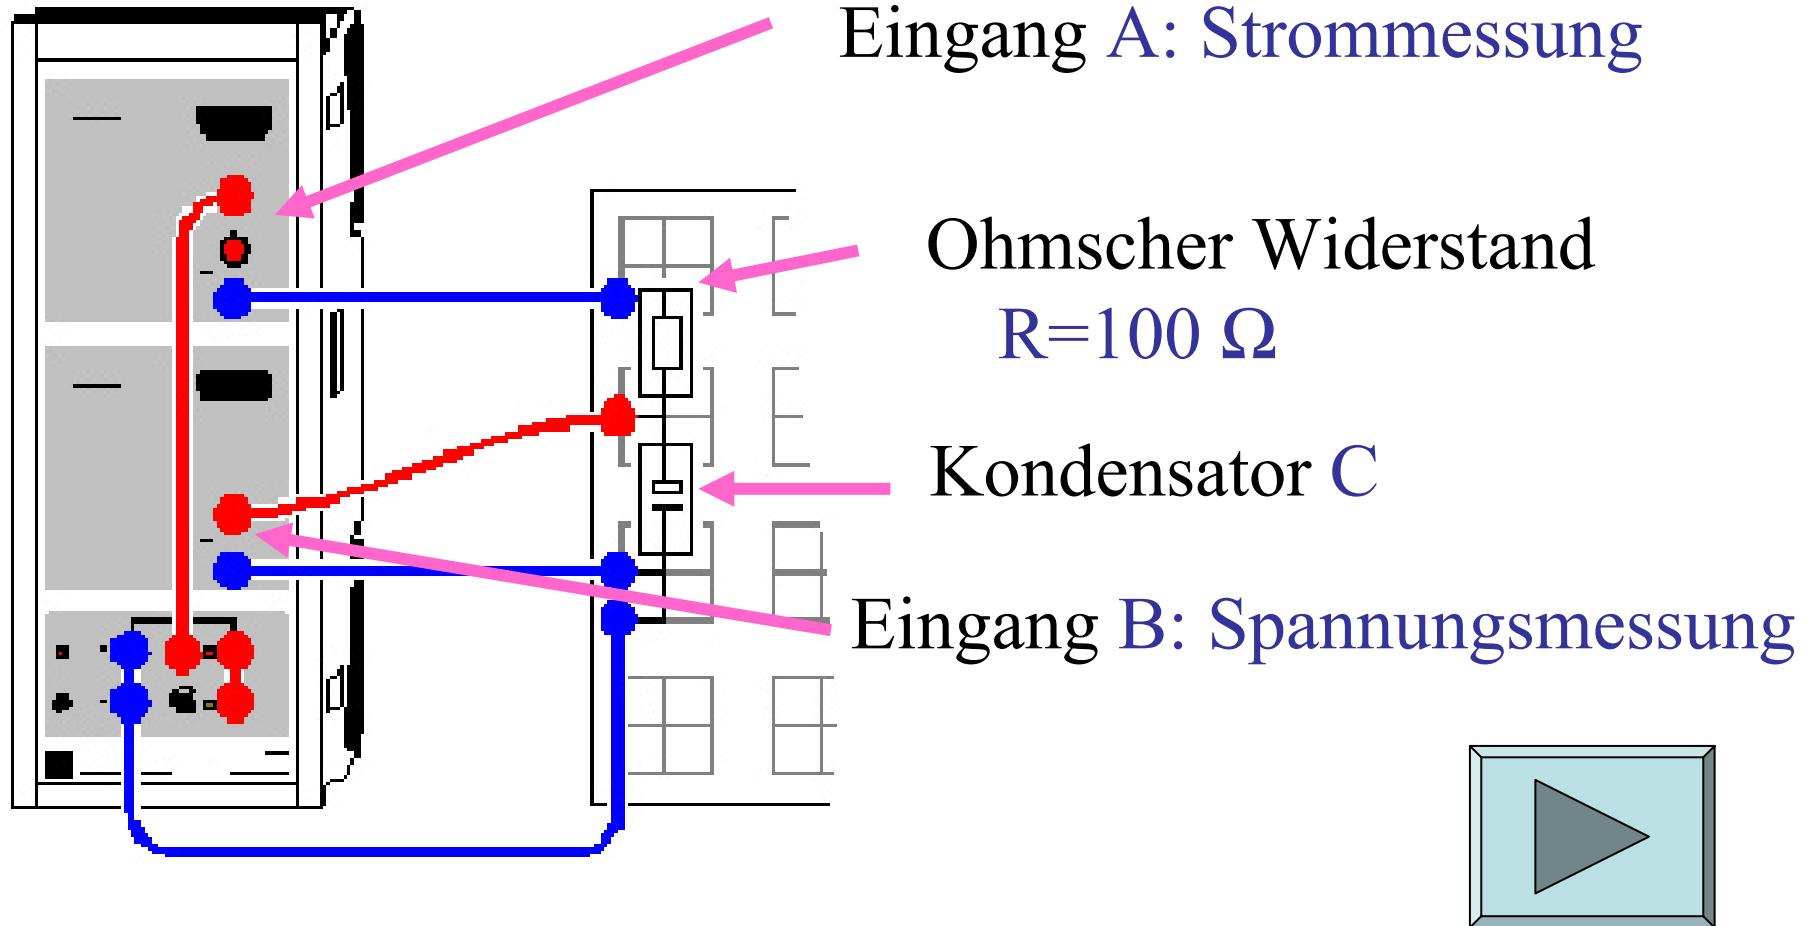 Eingang A: Strommessung
Ohmscher Widerstand
R=100 Ω
Kondensator C
Eingang B: Spannungsmessung